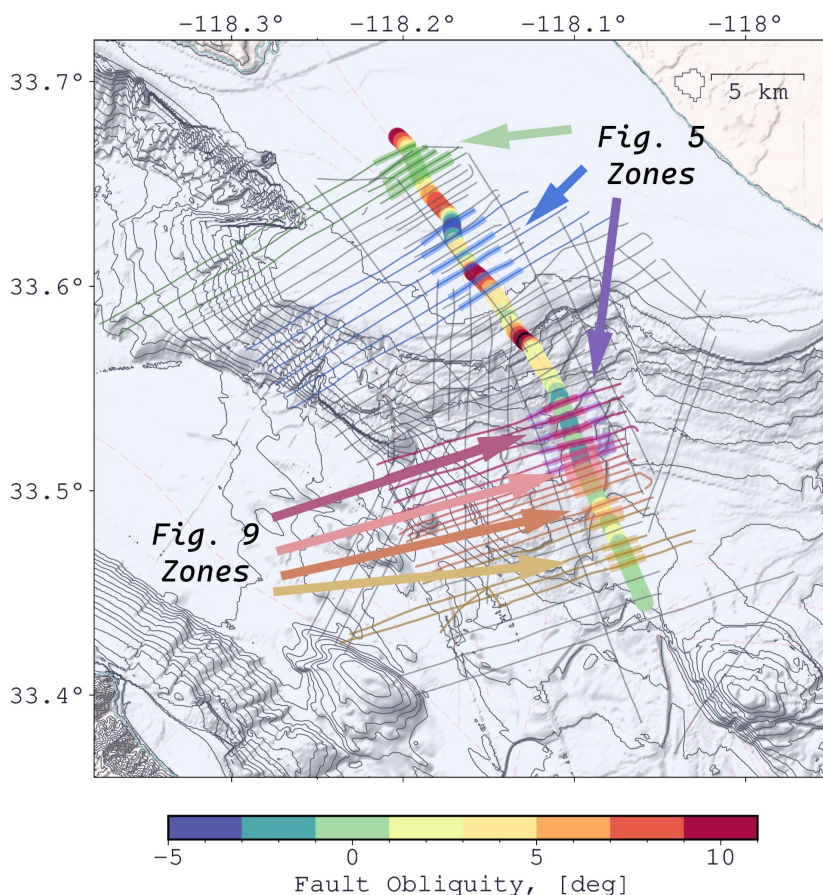 −118.3° −118.2° −118.1° −118°
33.7°
5 km
Fig. 5
Zones
33.6°
33.5°
Fig. 9
Zones
33.4°
−5 0 5 10
Fault Obliquity, [deg]